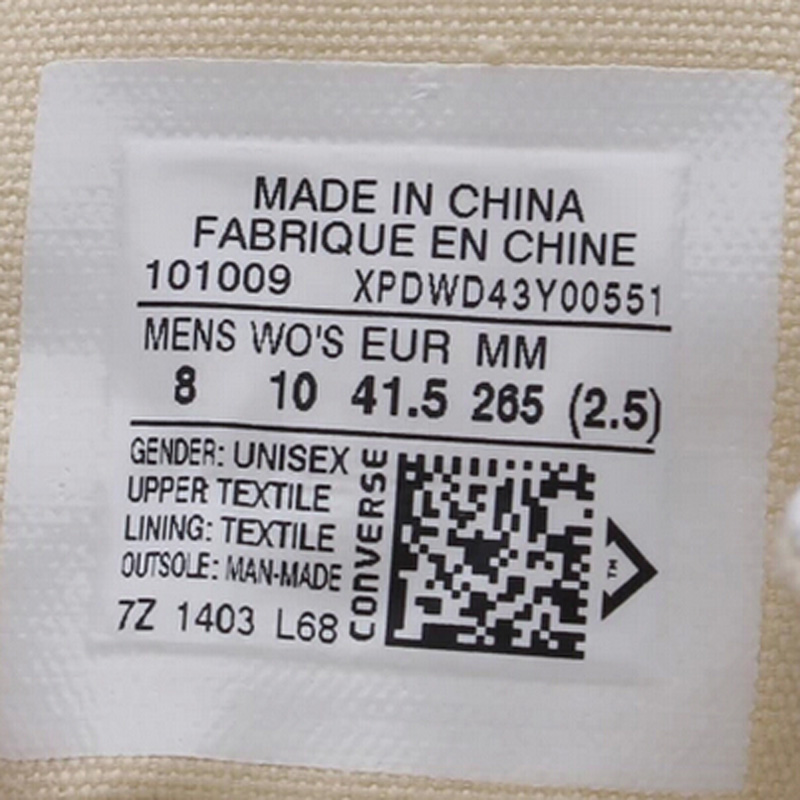 MADE IN CHINA
FABRIQUE EN CHINE
101009 XPDWD43Y00551
MENS WO'S EUR MM
8 10 41.5 265 (2.5)
GENDER: UNISEX
UPPER TEXTILE
LINING: TEXTILE
OUTSOLE: MAN-MADE
7Z 1403 L68
CONVERSE
TM